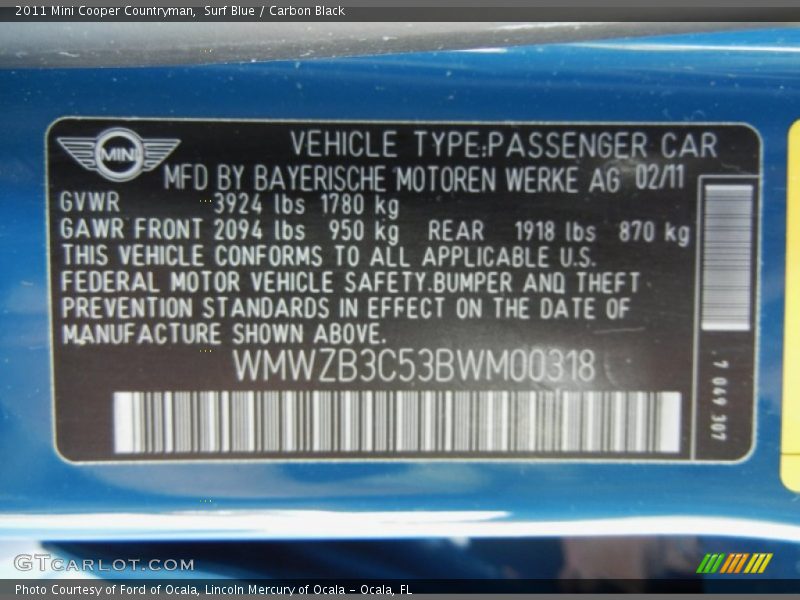 2011 Mini Cooper Countryman, Surf Blue / Carbon Black
MINI
VEHICLE TYPE:PASSENGER CAR
MFD BY BAYERISCHE MOTOREN WERKE AG 02/11
GVWR 3924 lbs 1780 kg
GAWR FRONT 2094 lbs 950 kg REAR 1918 lbs 870 kg
THIS VEHICLE CONFORMS TO ALL APPLICABLE U.S.
FEDERAL MOTOR VEHICLE SAFETY.BUMPER AND THEFT
PREVENTION STANDARDS IN EFFECT ON THE DATE OF
MANUFACTURE SHOWN ABOVE.
WMWZB3C53BWM00318
7 049 307
GTCARLOT.COM
Photo Courtesy of Ford of Ocala, Lincoln Mercury of Ocala - Ocala, FL